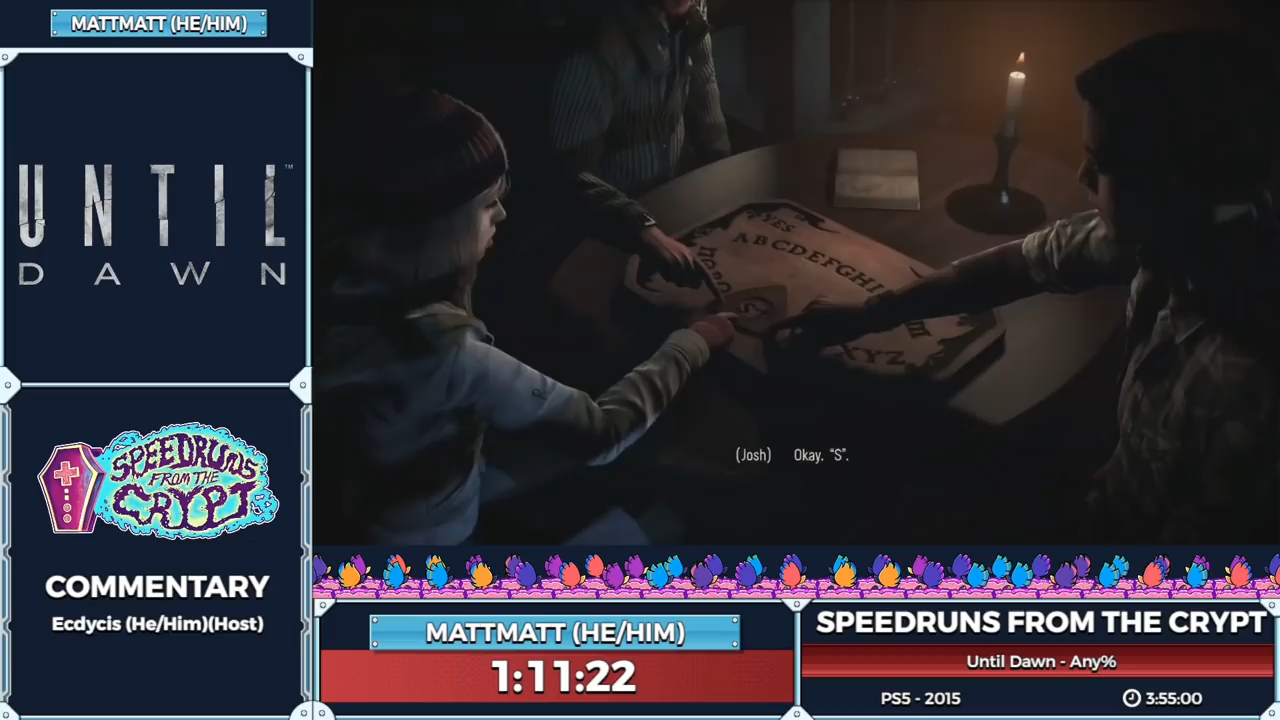 MATTMATT (HE/HIM)
UNTIL™
DAWN
SPEEDRUNS
FROM THE
CRYPT
COMMENTARY
Ecdycis (He/Him)(Host)
YES
ABCDEFGHI
XYZ
(Josh) Okay. “S”.
MATTMATT (HE/HIM)
1:11:22
SPEEDRUNS FROM THE CRYPT
Until Dawn - Any%
PS5 - 2015
3:55:00